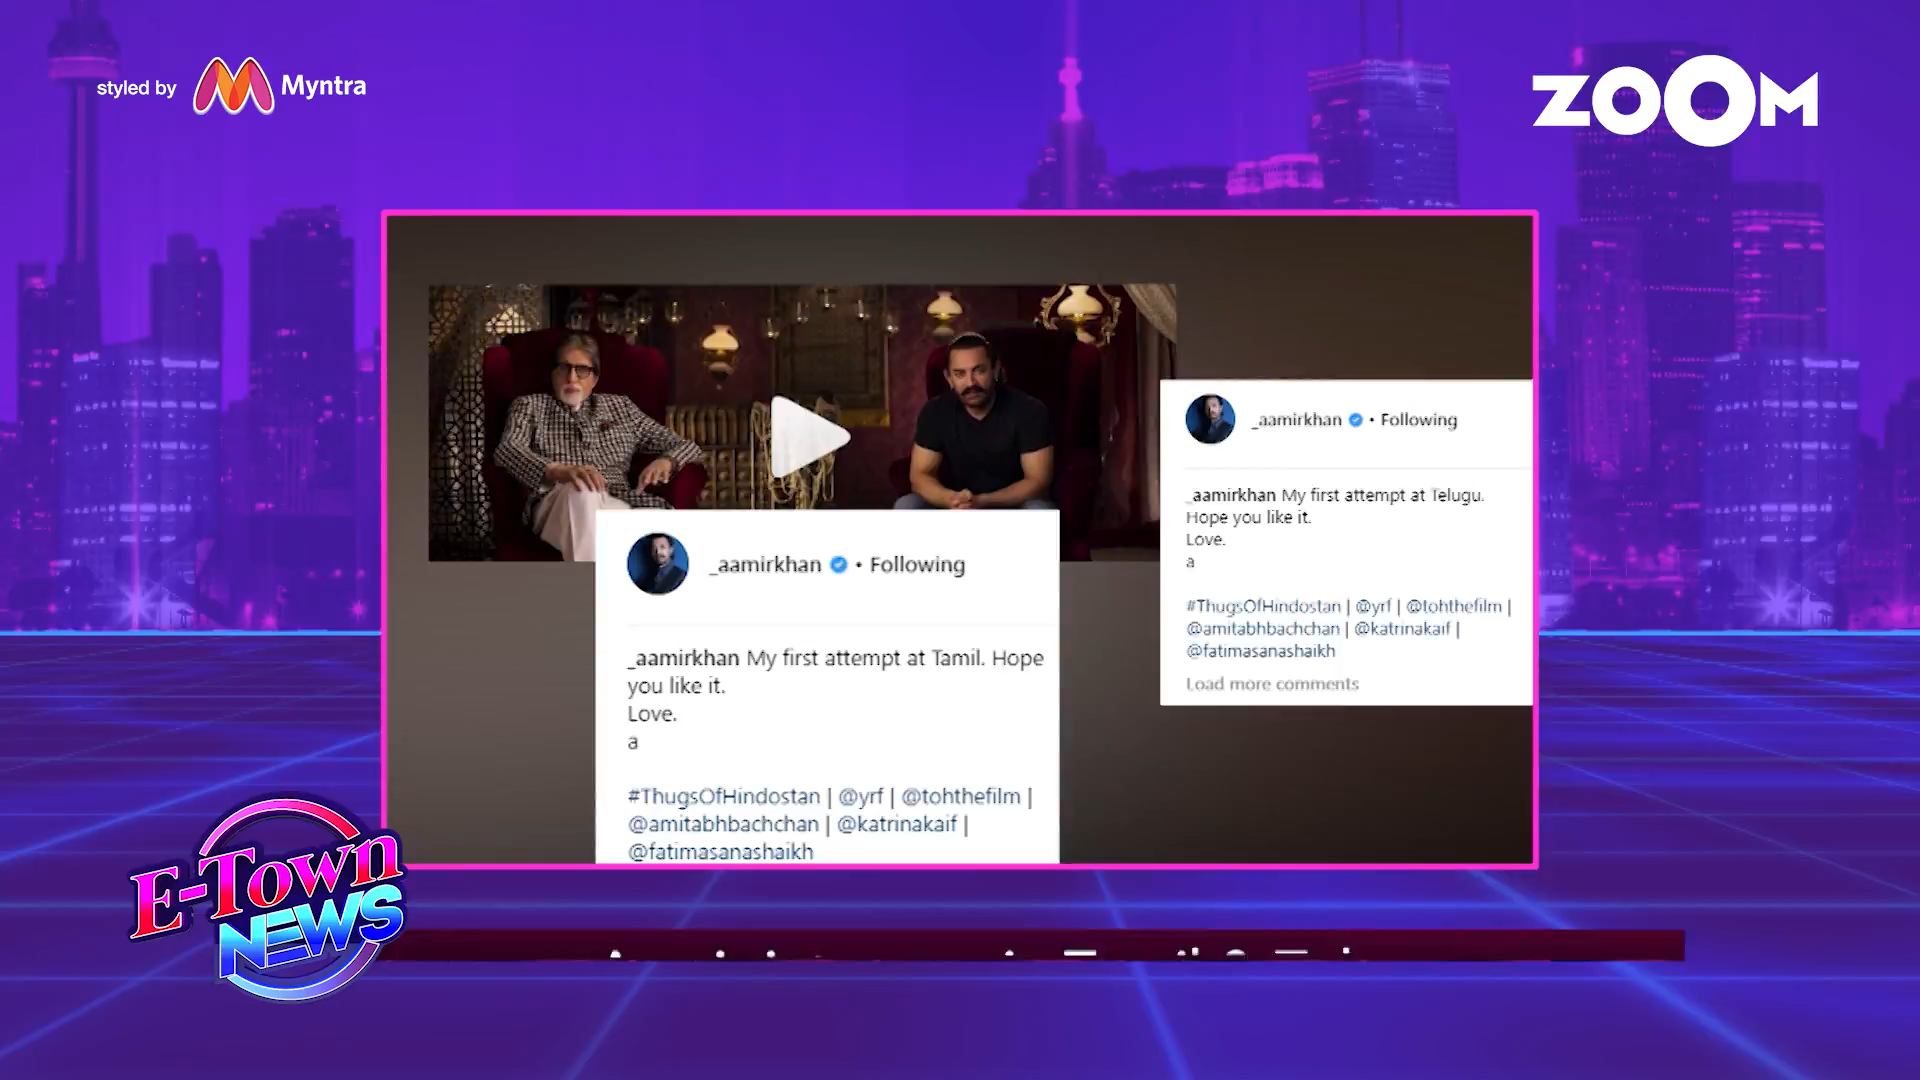 styled by Myntra
ZOOM
_aamirkhan • Following
_aamirkhan My first attempt at Telugu.
Hope you like it.
Love.
a
#ThugsOfHindostan | @yrf | @tohthefilm |
@amitabhbachchan | @katrinakaif |
@fatimasanashaikh
Load more comments
_aamirkhan • Following
_aamirkhan My first attempt at Tamil. Hope
you like it.
Love.
a
#ThugsOfHindostan | @yrf | @tohthefilm |
@amitabhbachchan | @katrinakaif |
@fatimasanashaikh
E-Town
NEWS